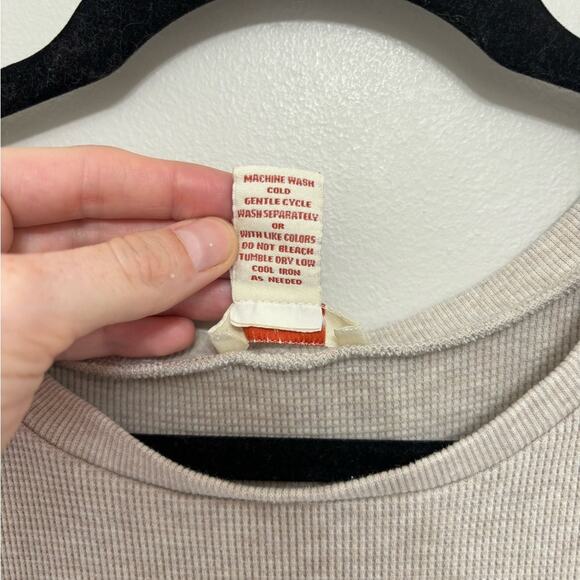 MACHINE WASH
COLD
GENTLE CYCLE
WASH SEPARATELY
OR
WITH LIKE COLORS
DO NOT BLEACH
TUMBLE DRY LOW
COOL IRON
AS NEEDED